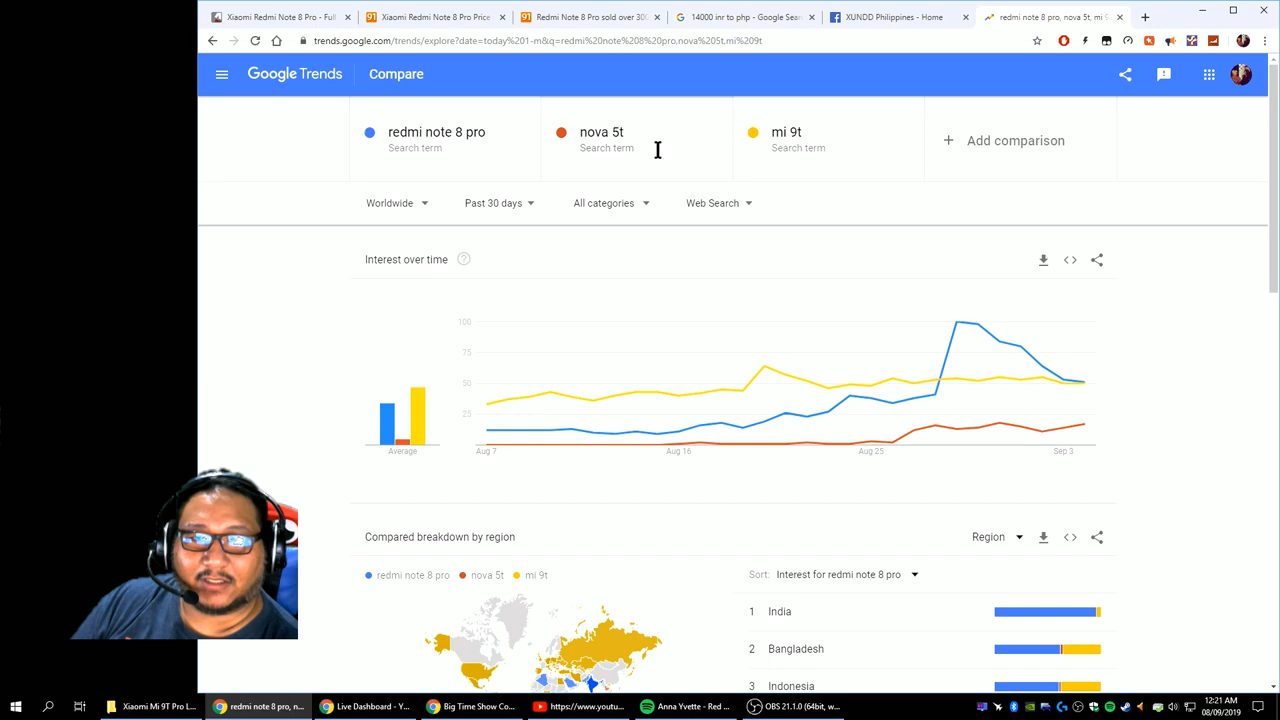 Xiaomi Redmi Note 8 Pro - Full
Xiaomi Redmi Note 8 Pro Price
Redmi Note 8 Pro sold over 300
14000 inr to php - Google Sear
XUNDD Philippines - Home
redmi note 8 pro, nova 5t, mi 9
trends.google.com/trends/explore?date=today%201-m&q=redmi%20note%208%20pro,nova%205t,mi%209t
Google Trends
Compare
redmi note 8 pro
Search term
nova 5t
Search term
mi 9t
Search term
+ Add comparison
Worldwide
Past 30 days
All categories
Web Search
Interest over time
100
75
50
25
Average
Aug 7
Aug 16
Aug 25
Sep 3
Compared breakdown by region
Region
redmi note 8 pro
nova 5t
mi 9t
Sort: Interest for redmi note 8 pro
1 India
2 Bangladesh
3 Indonesia
Xiaomi Mi 9T Pro L...
redmi note 8 pro, n...
Live Dashboard - Y...
Big Time Show Co...
https://www.youtu...
Anna Yvette - Red ...
OBS 21.1.0 (64bit, w...
12:21 AM
08/09/2019